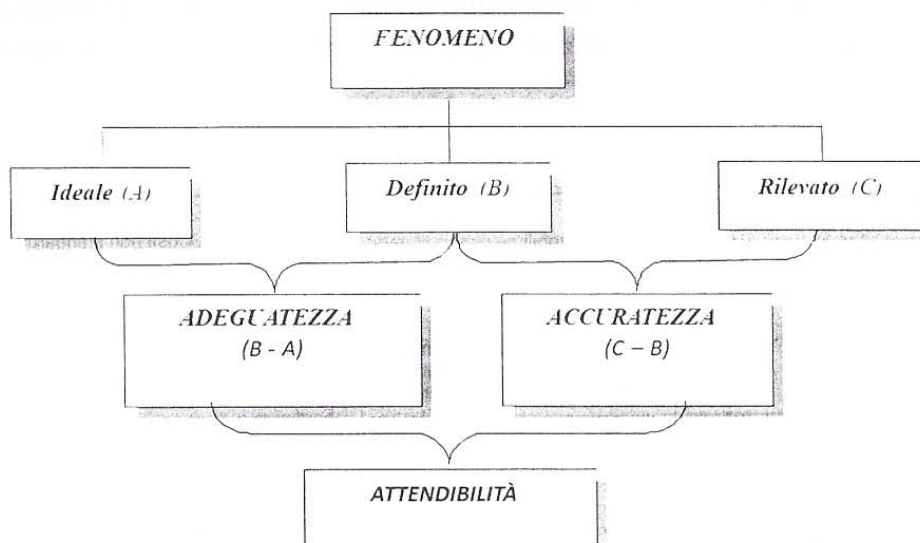 FENOMENO
Ideale (A)
Definito (B)
Rilevato (C)
ADEGUATEZZA
(B - A)
ACCURATEZZA
(C – B)
ATTENDIBILITÀ